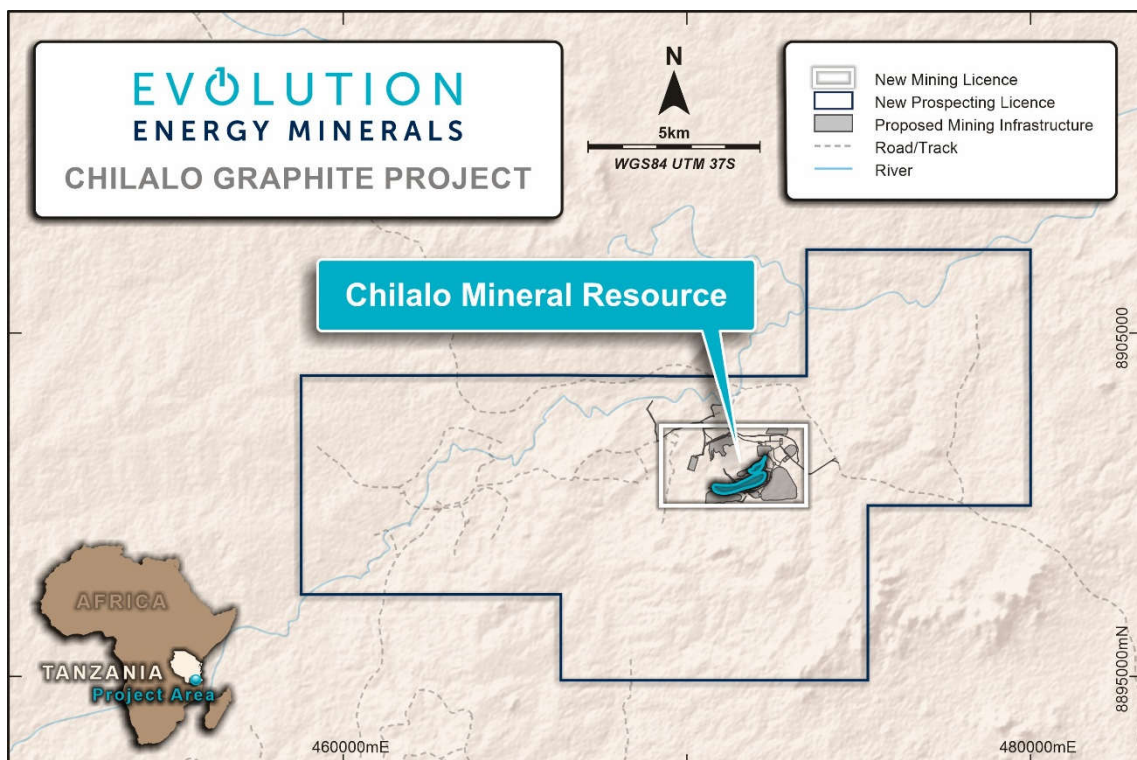 EVOLUTION
ENERGY MINERALS
CHILALO GRAPHITE PROJECT
N
5km
WGS84 UTM 37S
New Mining Licence
New Prospecting Licence
Proposed Mining Infrastructure
Road/Track
River
Chilalo Mineral Resource
8905000
AFRICA
TANZANIA
Project Area
8895000mN
460000mE
480000mE